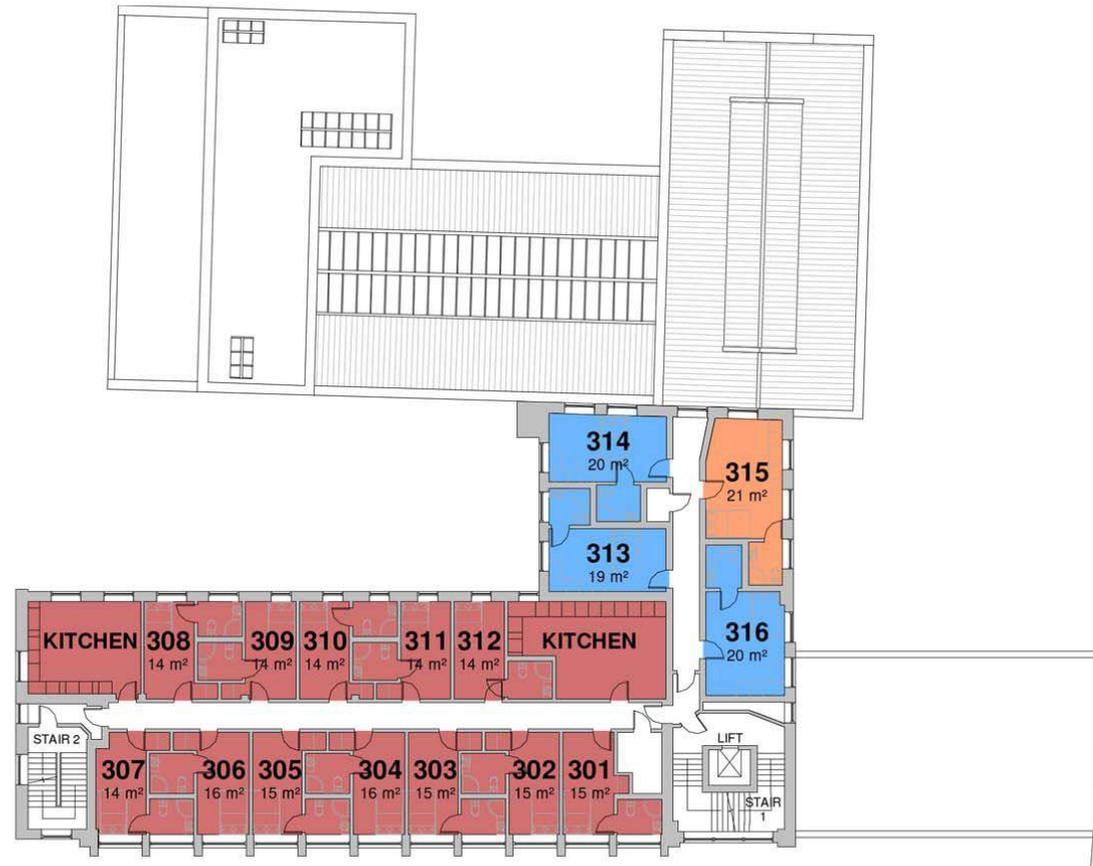 314
20 m²
315
21 m²
313
19 m²
316
20 m²
KITCHEN
308
14 m²
309
14 m²
310
14 m²
311
14 m²
312
14 m²
KITCHEN
STAIR 2
LIFT
STAIR
1
307
14 m²
306
16 m²
305
15 m²
304
16 m²
303
15 m²
302
15 m²
301
15 m²